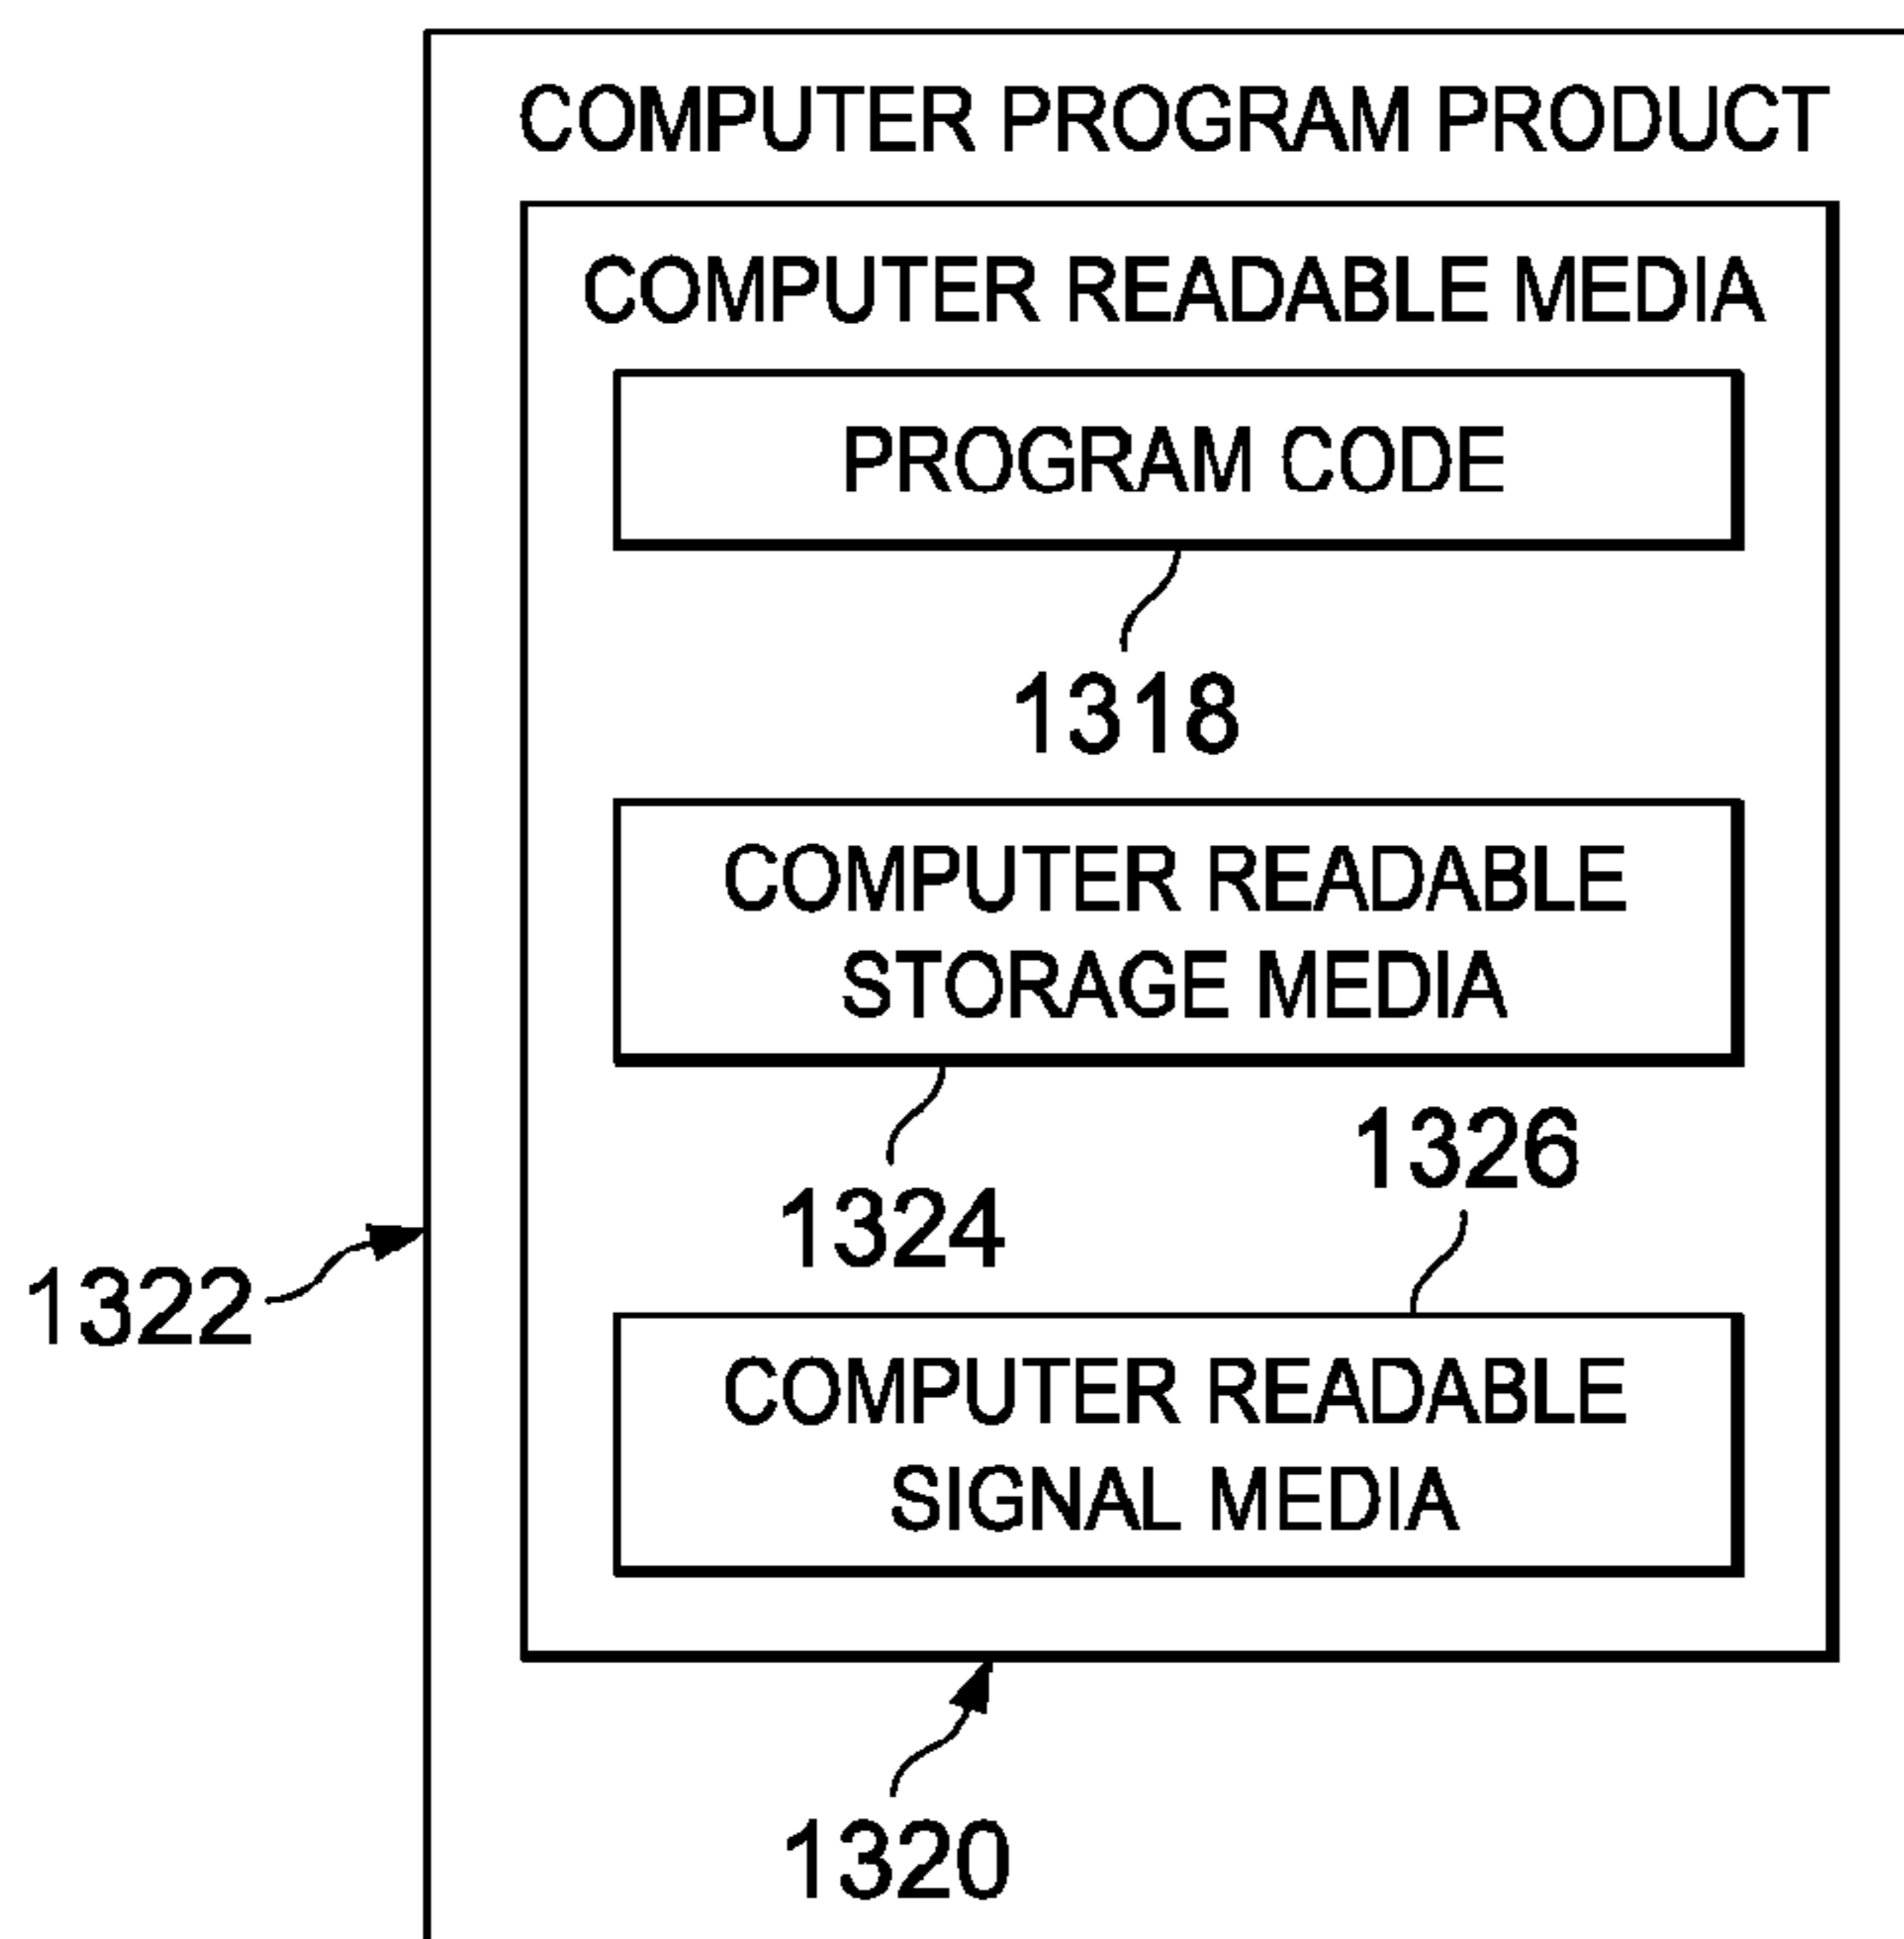 COMPUTER PROGRAM PRODUCT
COMPUTER READABLE MEDIA
PROGRAM CODE
1318
COMPUTER READABLE
STORAGE MEDIA
1324
1326
1322
COMPUTER READABLE
SIGNAL MEDIA
1320